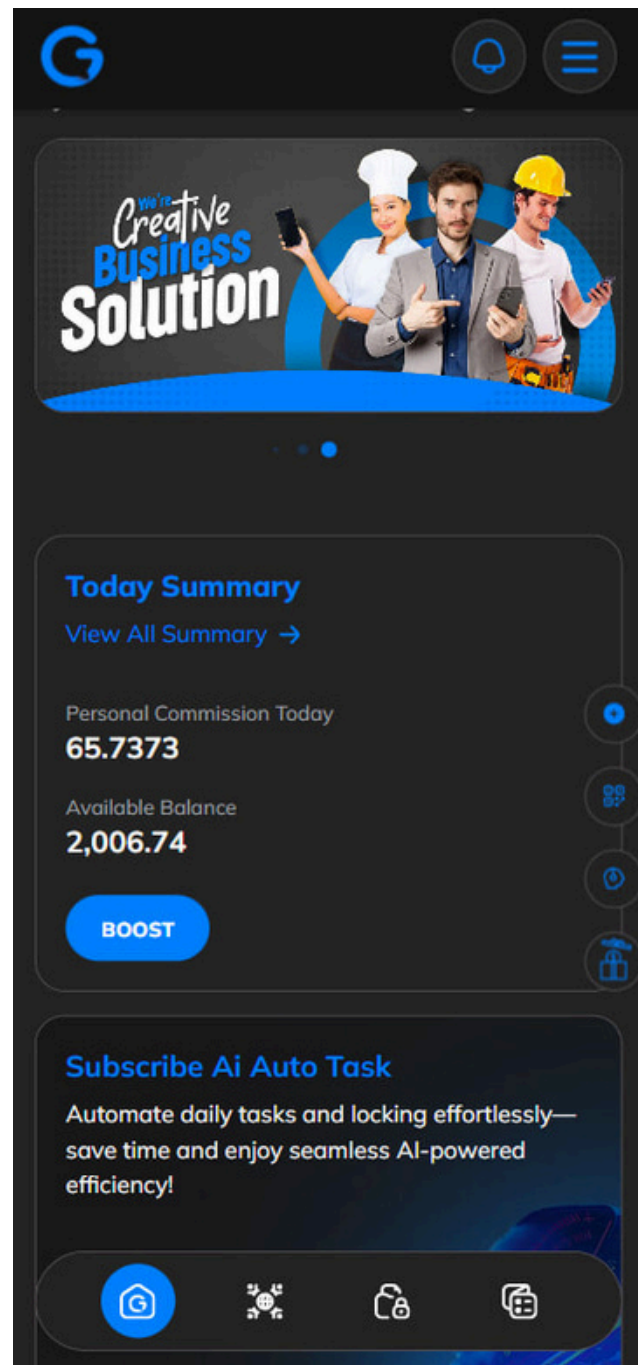 We're
Creative
Business
Solution
Today Summary
View All Summary →
Personal Commission Today
65.7373
Available Balance
2,006.74
BOOST
Subscribe Ai Auto Task
Automate daily tasks and locking effortlessly—
save time and enjoy seamless AI-powered
efficiency!